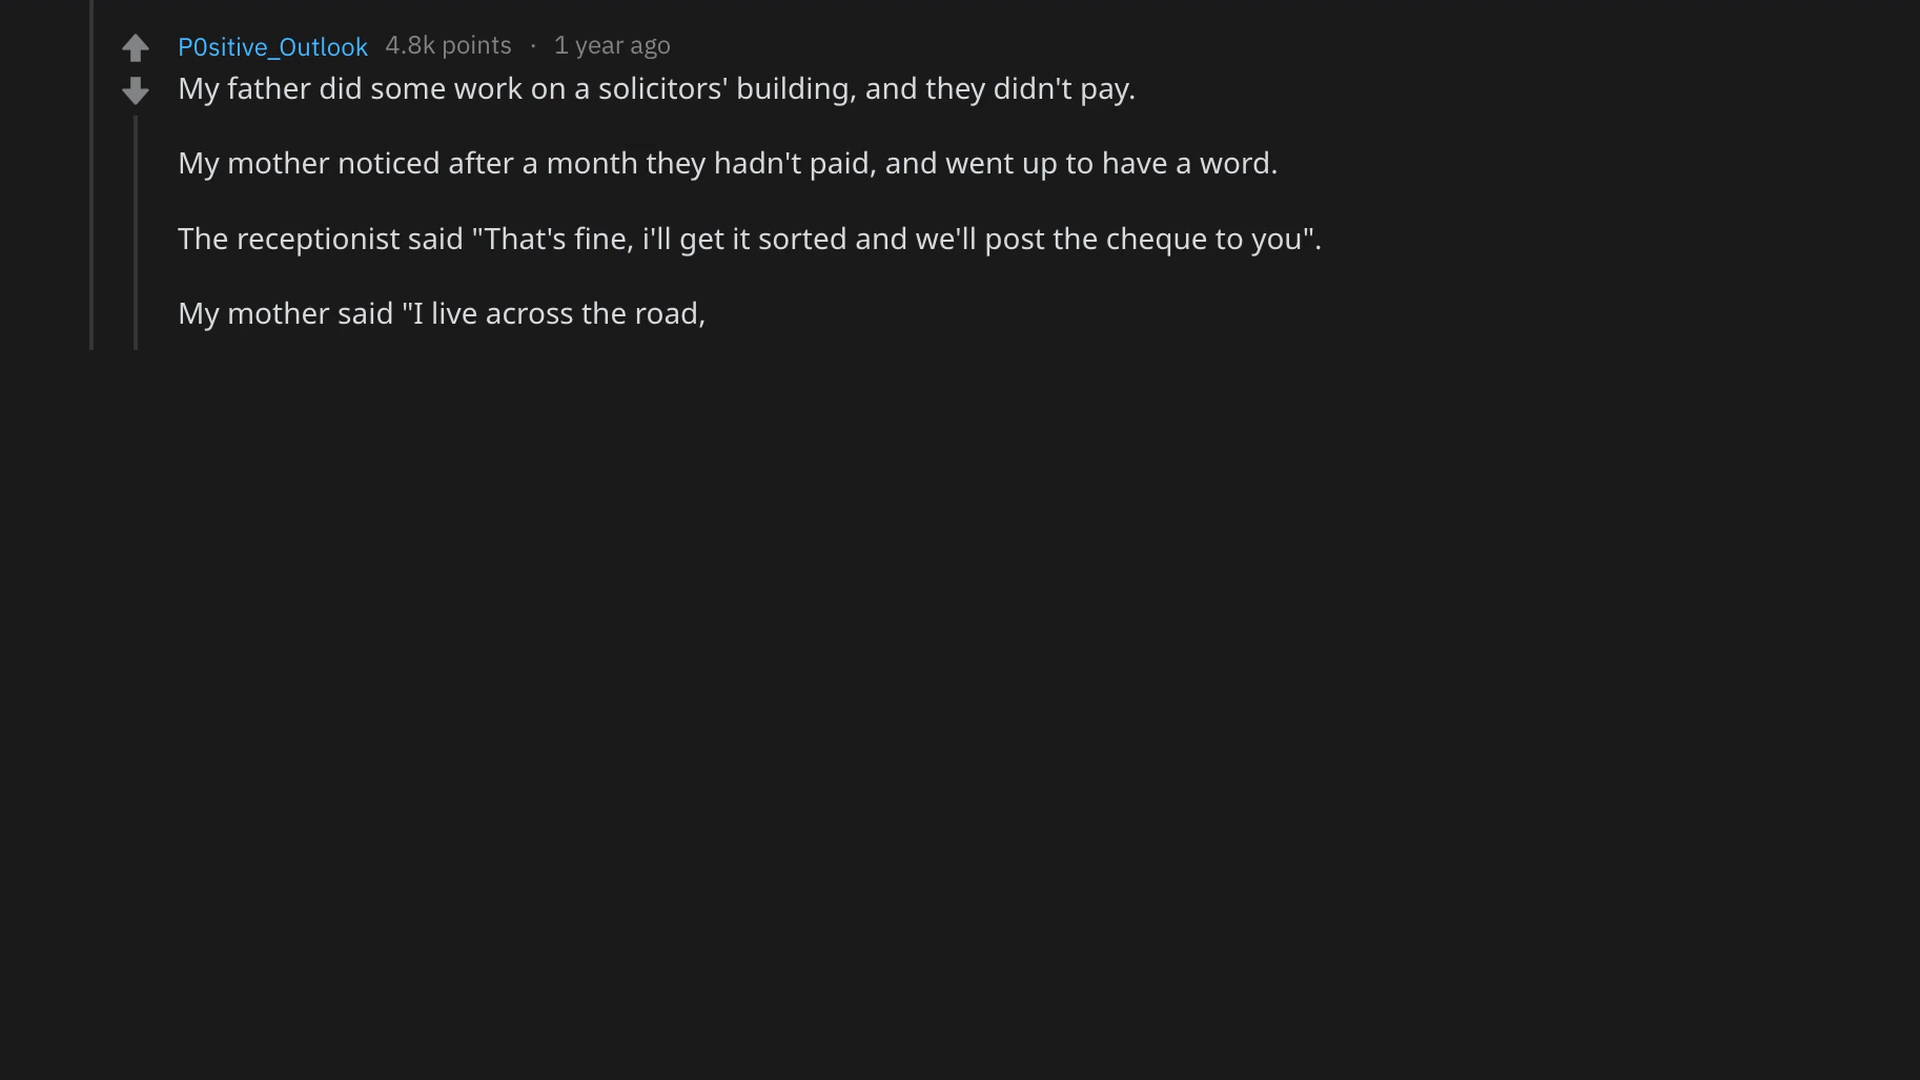 P0sitive_Outlook 4.8k points · 1 year ago
My father did some work on a solicitors' building, and they didn't pay.
My mother noticed after a month they hadn't paid, and went up to have a word.
The receptionist said "That's fine, i'll get it sorted and we'll post the cheque to you".
My mother said "I live across the road,